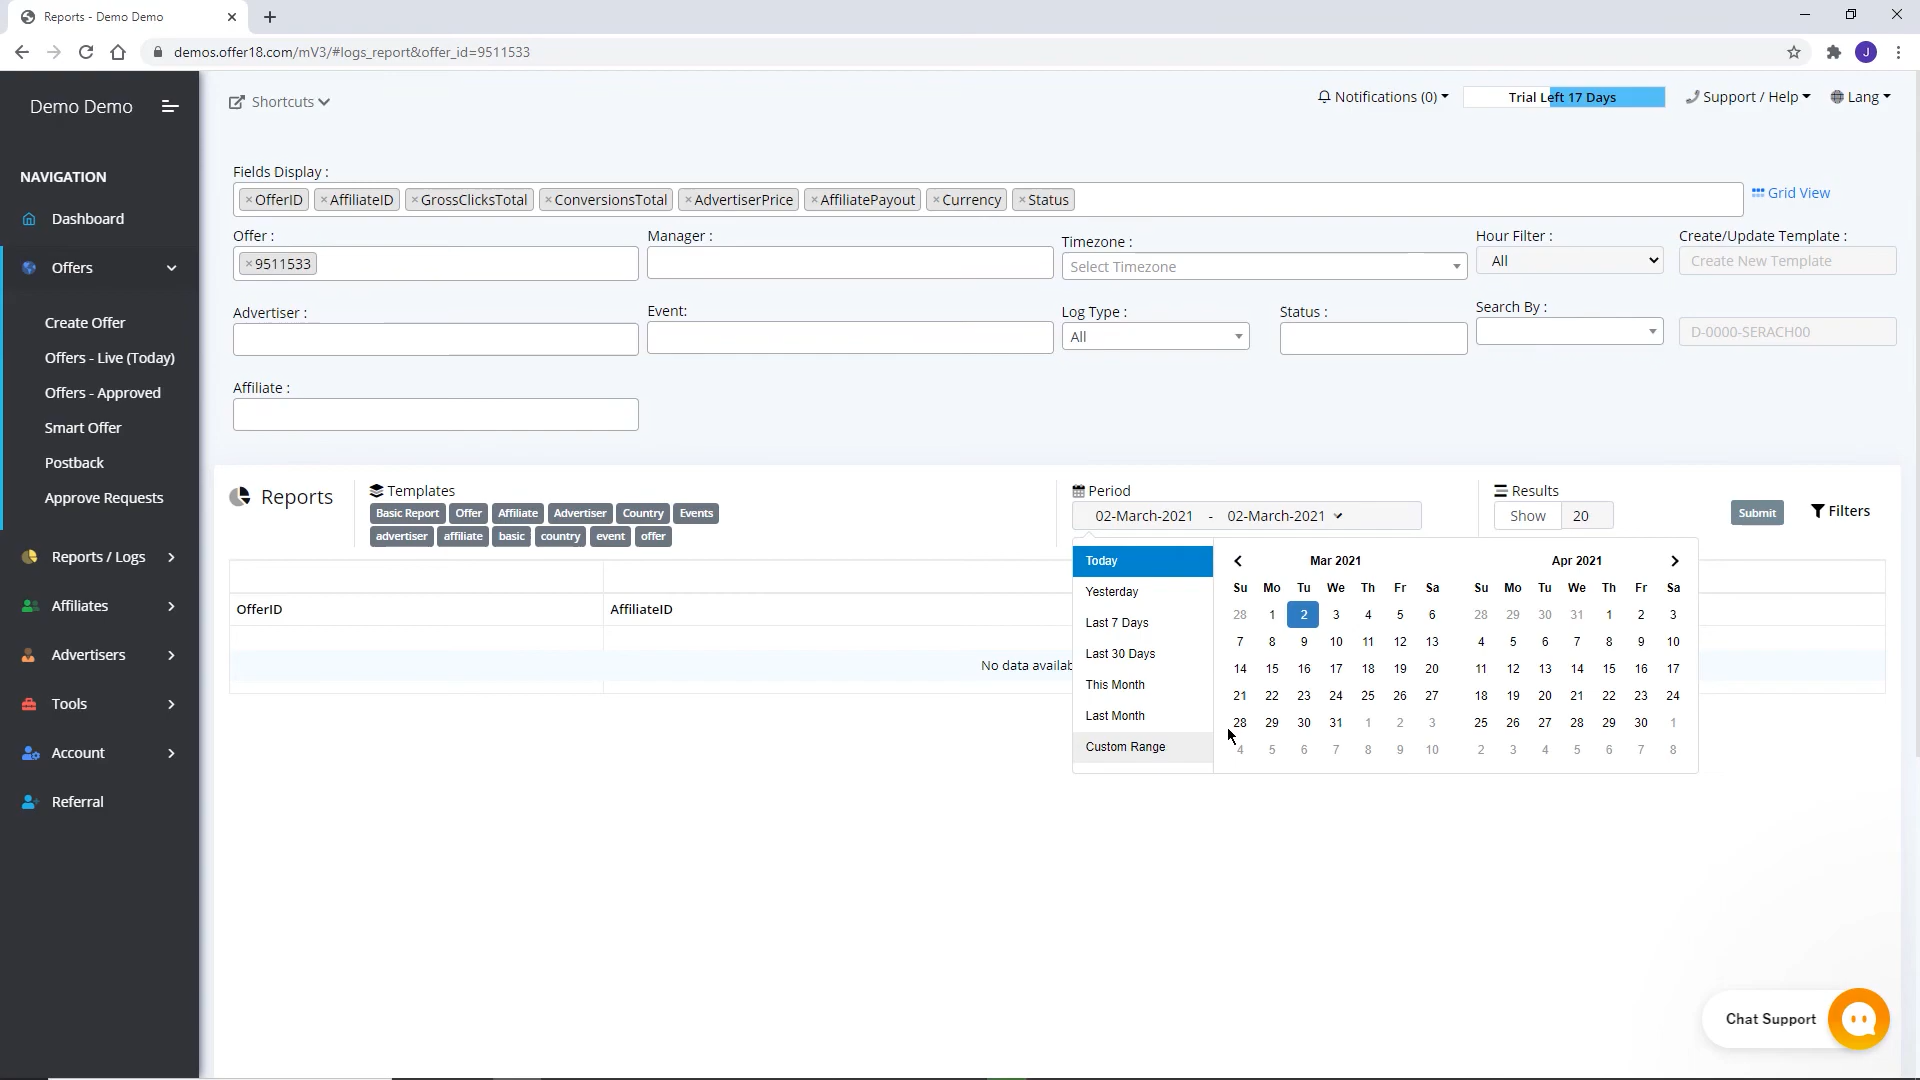 Reports - Demo Demo
demos.offer18.com/mV3/#logs_report&offer_id=9511533
J
Demo Demo
Shortcuts
Notifications (0)
Trial Left 17 Days
Support / Help
Lang
NAVIGATION
Dashboard
Offers
Create Offer
Offers - Live (Today)
Offers - Approved
Smart Offer
Postback
Approve Requests
Reports / Logs
Affiliates
Advertisers
Tools
Account
Referral
Fields Display :
× OfferID × AffiliateID × GrossClicksTotal × ConversionsTotal × AdvertiserPrice × AffiliatePayout × Currency × Status
Grid View
Offer :
× 9511533
Manager :
Timezone :
Select Timezone
Hour Filter :
All
Create/Update Template :
Create New Template
Advertiser :
Event:
Log Type :
All
Status :
Search By :
D-0000-SERACH00
Affiliate :
Reports
Templates
Basic Report Offer Affiliate Advertiser Country Events
advertiser affiliate basic country event offer
Period
02-March-2021 - 02-March-2021
Results
Show 20
Submit
Filters
OfferID AffiliateID
No data availab
Today
Yesterday
Last 7 Days
Last 30 Days
This Month
Last Month
Custom Range
Mar 2021
Su Mo Tu We Th Fr Sa
28 1 2 3 4 5 6
7 8 9 10 11 12 13
14 15 16 17 18 19 20
21 22 23 24 25 26 27
28 29 30 31 1 2 3
4 5 6 7 8 9 10
Apr 2021
Su Mo Tu We Th Fr Sa
28 29 30 31 1 2 3
4 5 6 7 8 9 10
11 12 13 14 15 16 17
18 19 20 21 22 23 24
25 26 27 28 29 30 1
2 3 4 5 6 7 8
Chat Support